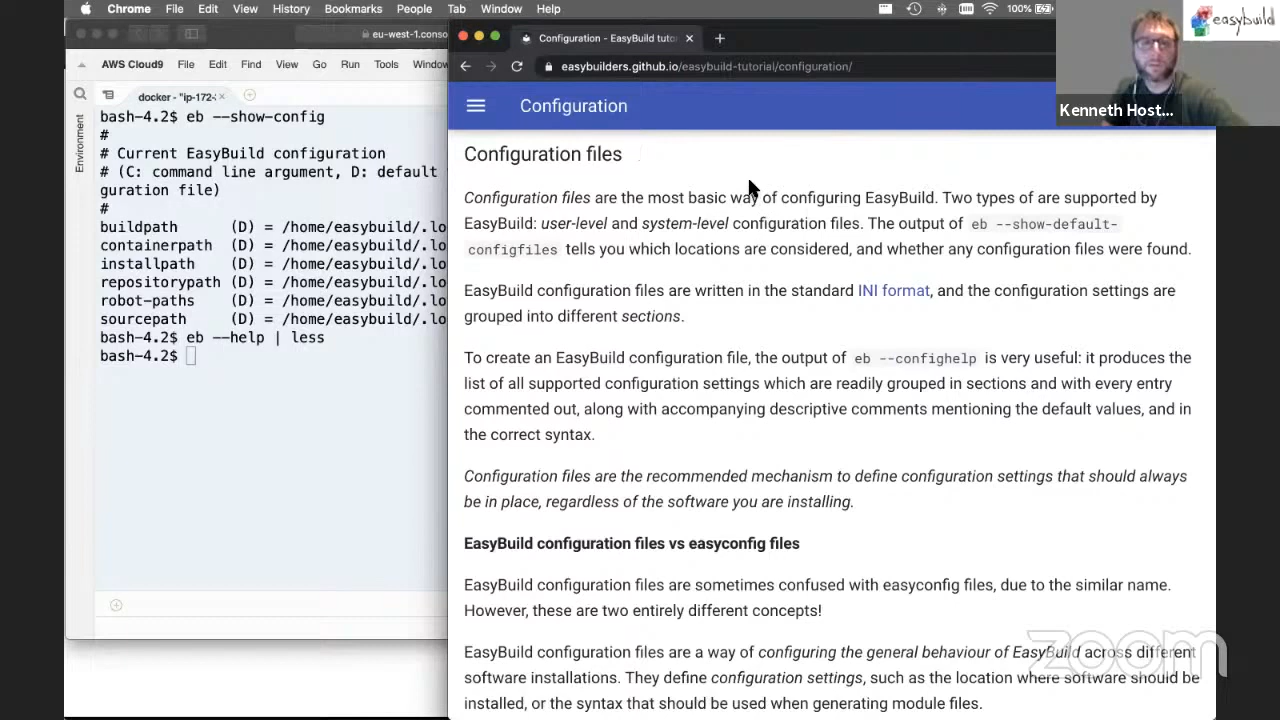 Chrome File Edit View History Bookmarks People Tab Window Help 100%
easybuild
Kenneth Host...
eu-west-1.conso
AWS Cloud9 File Edit Find View Go Run Tools Window
docker - "ip-172-
Environment
bash-4.2$ eb --show-config
#
# Current EasyBuild configuration
# (C: command line argument, D: default
guration file)
#
buildpath (D) = /home/easybuild/.lo
containerpath (D) = /home/easybuild/.lo
installpath (D) = /home/easybuild/.lo
repositorypath (D) = /home/easybuild/.lo
robot-paths (D) = /home/easybuild/.lo
sourcepath (D) = /home/easybuild/.lo
bash-4.2$ eb --help | less
bash-4.2$
Configuration - EasyBuild tuto
easybuilders.github.io/easybuild-tutorial/configuration/
Configuration
Configuration files
Configuration files are the most basic way of configuring EasyBuild. Two types of are supported by
EasyBuild: user-level and system-level configuration files. The output of eb --show-default-
configfiles tells you which locations are considered, and whether any configuration files were found.
EasyBuild configuration files are written in the standard INI format, and the configuration settings are
grouped into different sections.
To create an EasyBuild configuration file, the output of eb --confighelp is very useful: it produces the
list of all supported configuration settings which are readily grouped in sections and with every entry
commented out, along with accompanying descriptive comments mentioning the default values, and in
the correct syntax.
Configuration files are the recommended mechanism to define configuration settings that should always
be in place, regardless of the software you are installing.
EasyBuild configuration files vs easyconfig files
EasyBuild configuration files are sometimes confused with easyconfig files, due to the similar name.
However, these are two entirely different concepts!
EasyBuild configuration files are a way of configuring the general behaviour of EasyBuild across different
software installations. They define configuration settings, such as the location where software should be
installed, or the syntax that should be used when generating module files.
zoom